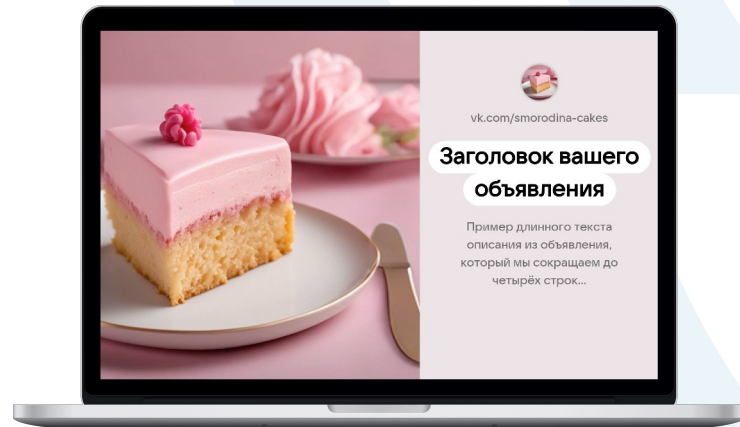 vk.com/smorodina-cakes
Заголовок вашего
объявления
Пример длинного текста
описания из объявления,
который мы сокращаем до
четырёх строк...